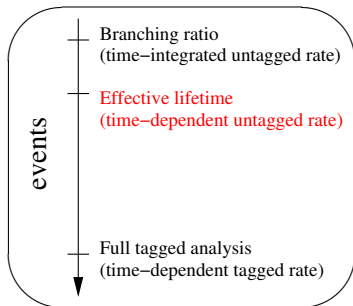 Branching ratio
(time−integrated untagged rate)
Effective lifetime
(time−dependent untagged rate)
events
Full tagged analysis
(time−dependent tagged rate)